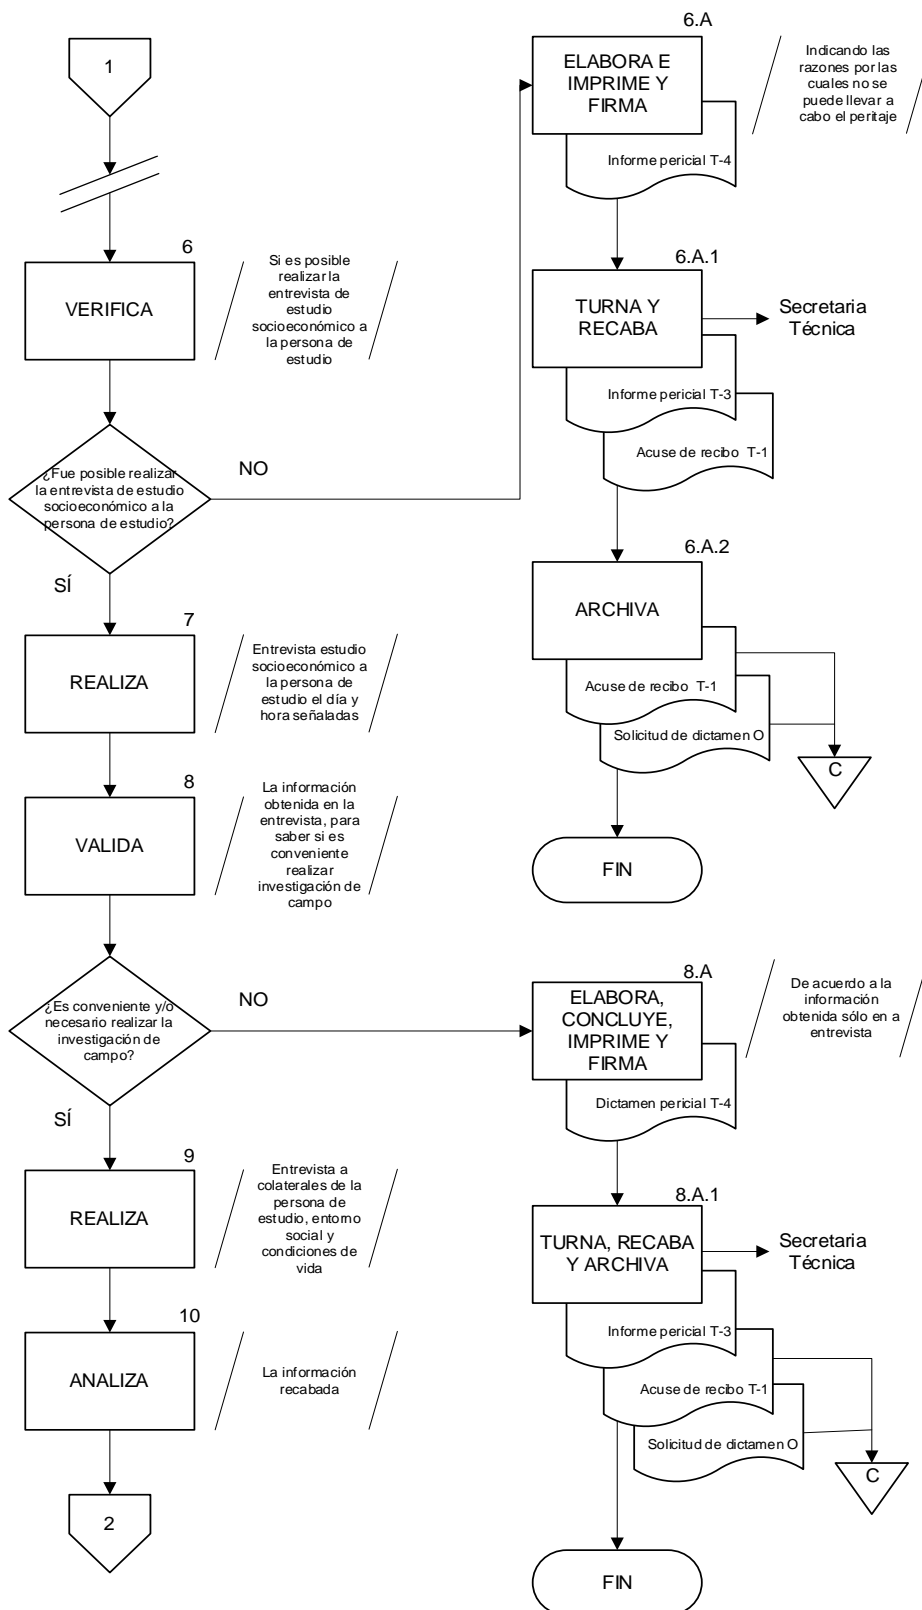 1
6
VERIFICA
Si es posible
realizar la
entrevista de
estudio
socioeconómico a
la persona de
estudio
¿Fue posible realizar
la entrevista de estudio
socioeconómico a la
persona de estudio?
NO
SÍ
7
REALIZA
Entrevista estudio
socioeconómico a
la persona de
estudio el día y
hora señaladas
8
VALIDA
La información
obtenida en la
entrevista, para
saber si es
conveniente
realizar
investigación de
campo
¿Es conveniente y/o
necesario realizar la
investigación de
campo?
NO
SÍ
9
REALIZA
Entrevista a
colaterales de la
persona de
estudio, entorno
social y
condiciones de
vida
10
ANALIZA
La información
recabada
2
6.A
ELABORA E
IMPRIME Y
FIRMA
Indicando las
razones por las
cuales no se
puede llevar a
cabo el peritaje
Informe pericial T-4
6.A.1
TURNA Y
RECABA
Secretaria
Técnica
Informe pericial T-3
Acuse de recibo T-1
6.A.2
ARCHIVA
Acuse de recibo T-1
Solicitud de dictamen O
C
FIN
8.A
ELABORA,
CONCLUYE,
IMPRIME Y
FIRMA
De acuerdo a la
información
obtenida sólo en a
entrevista
Dictamen pericial T-4
8.A.1
TURNA, RECABA
Y ARCHIVA
Secretaria
Técnica
Informe pericial T-3
Acuse de recibo T-1
Solicitud de dictamen O
C
FIN